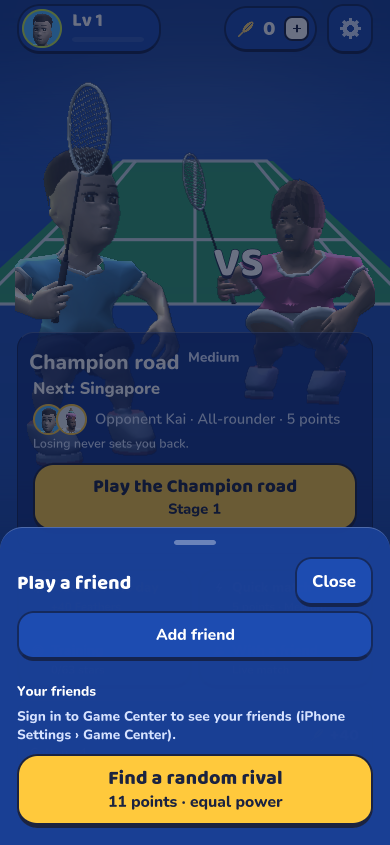 Lv 1
0
+
VS
Champion road Medium
Next: Singapore
Opponent Kai · All-rounder · 5 points
Losing never sets you back.
Play the Champion road
Stage 1
Play a friend
Close
Add friend
Your friends
Sign in to Game Center to see your friends (iPhone
Settings › Game Center).
Find a random rival
11 points · equal power